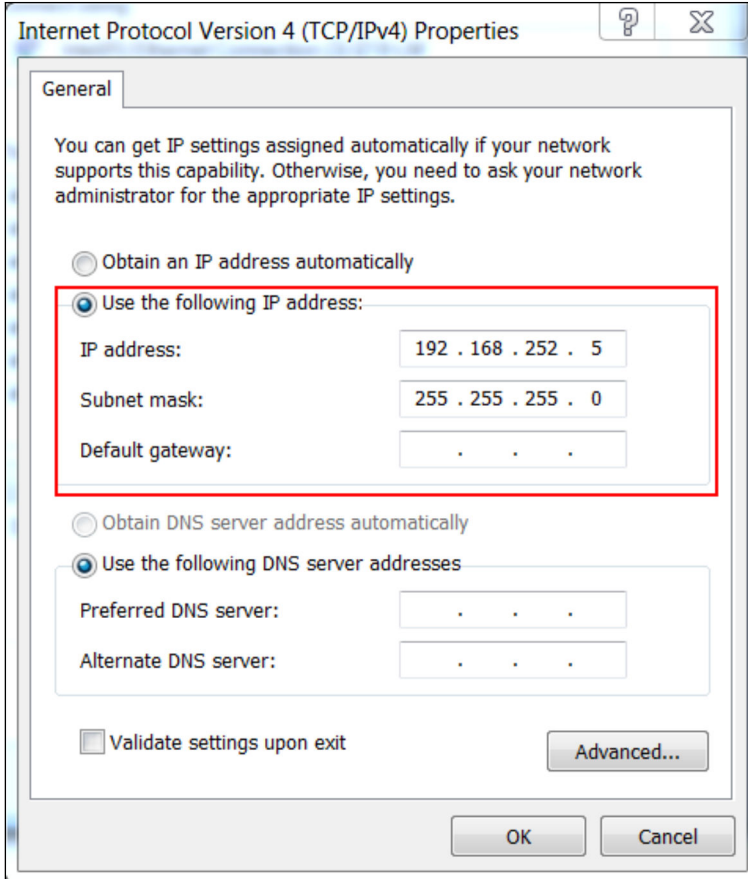 Internet Protocol Version 4 (TCP/IPv4) Properties
General
You can get IP settings assigned automatically if your network
supports this capability. Otherwise, you need to ask your network
administrator for the appropriate IP settings.
Obtain an IP address automatically
Use the following IP address:
IP address: 192 . 168 . 252 . 5
Subnet mask: 255 . 255 . 255 . 0
Default gateway: . . .
Obtain DNS server address automatically
Use the following DNS server addresses
Preferred DNS server: . . .
Alternate DNS server: . . .
Validate settings upon exit
Advanced...
OK Cancel